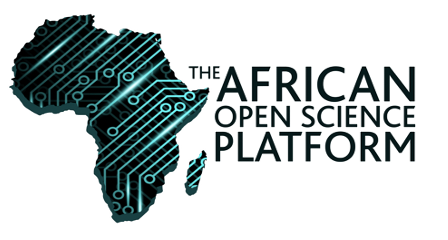 THE AFRICAN
OPEN SCIENCE
PLATFORM